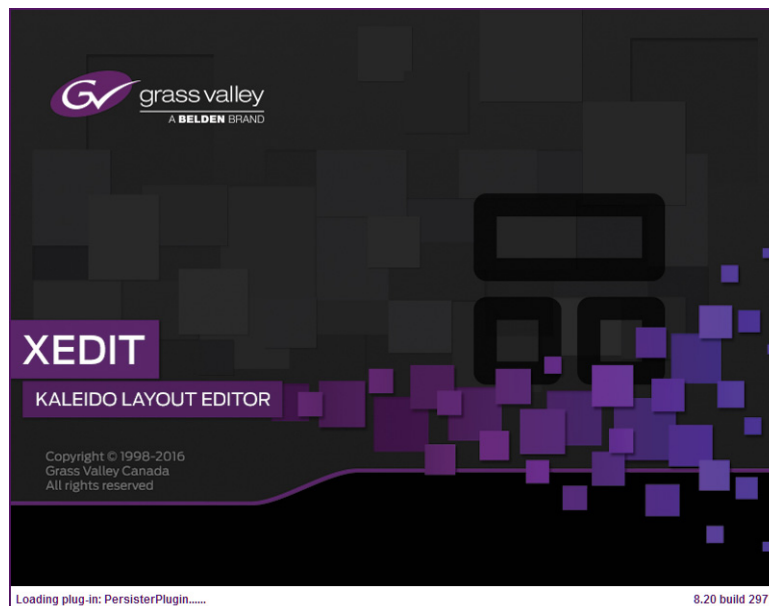 GV grass valley
A BELDEN BRAND
XEDIT
KALEIDO LAYOUT EDITOR
Copyright © 1998-2016
Grass Valley Canada
All rights reserved
Loading plug-in: PersisterPlugin......
8.20 build 297